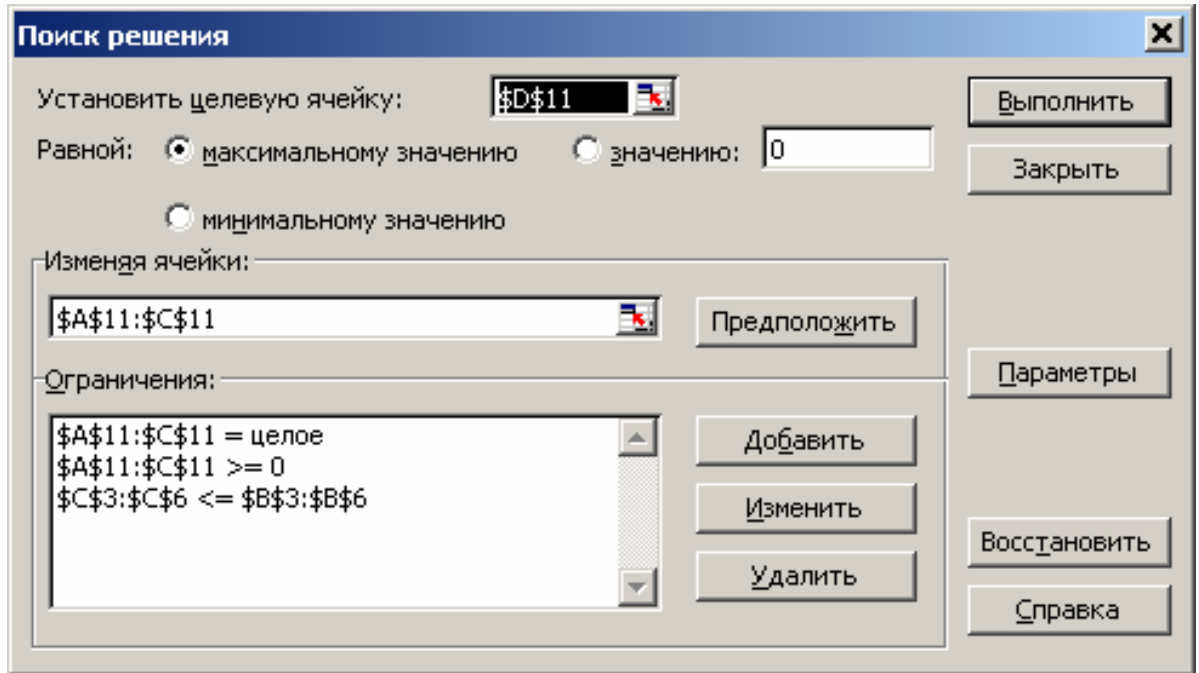 Поиск решения
Установить целевую ячейку: $D$11
Выполнить
Равной: максимальному значению значению: 0
Закрыть
минимальному значению
Изменяя ячейки:
$A$11:$C$11
Предположить
Параметры
Ограничения:
$A$11:$C$11 = целое
$A$11:$C$11 >= 0
$C$3:$C$6 <= $B$3:$B$6
Добавить
Изменить
Удалить
Восстановить
Справка